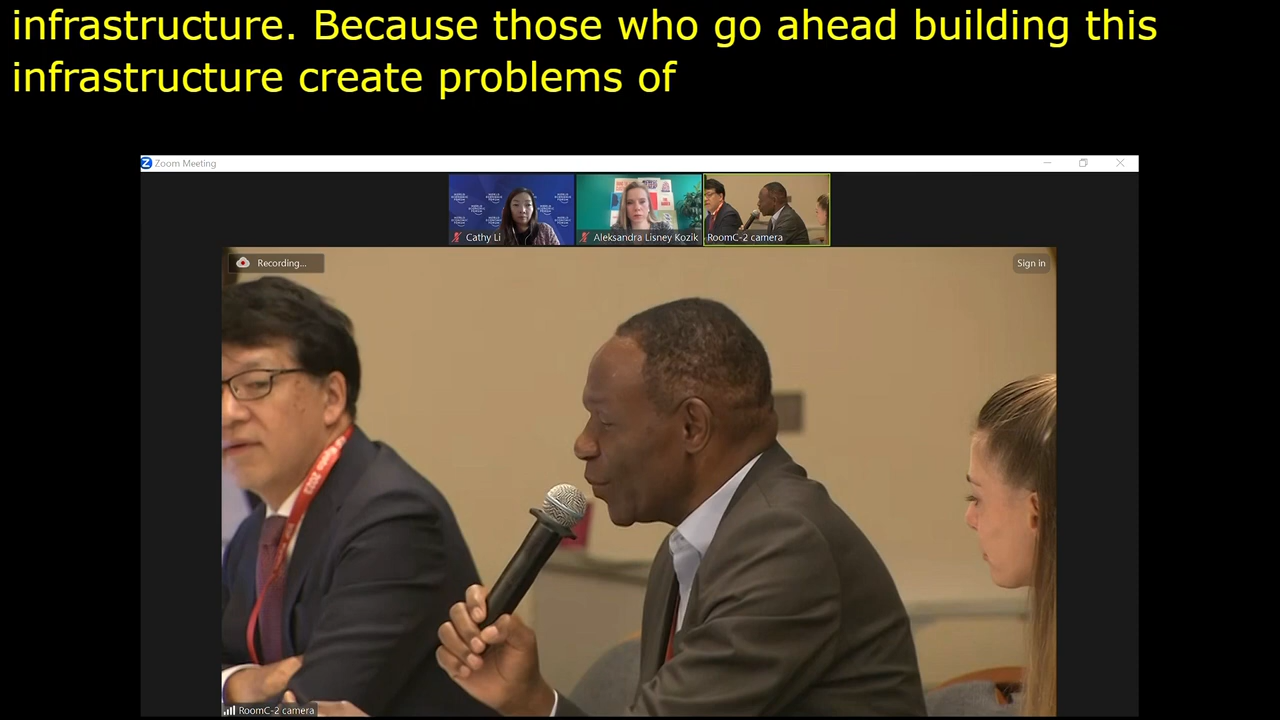 infrastructure. Because those who go ahead building this
infrastructure create problems of
Zoom Meeting
Cathy Li
Aleksandra Lisney Kozik
RoomC-2 camera
Recording...
Sign in
2023
RoomC-2 camera